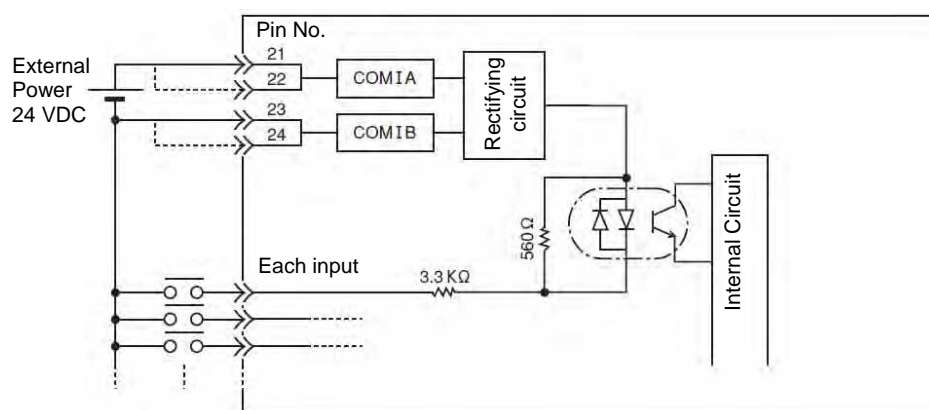 Pin No.
External
Power
24 VDC
21
22
23
24
COMIA
COMIB
Rectifying
circuit
560Ω
3.3 KΩ
Each input
Internal Circuit